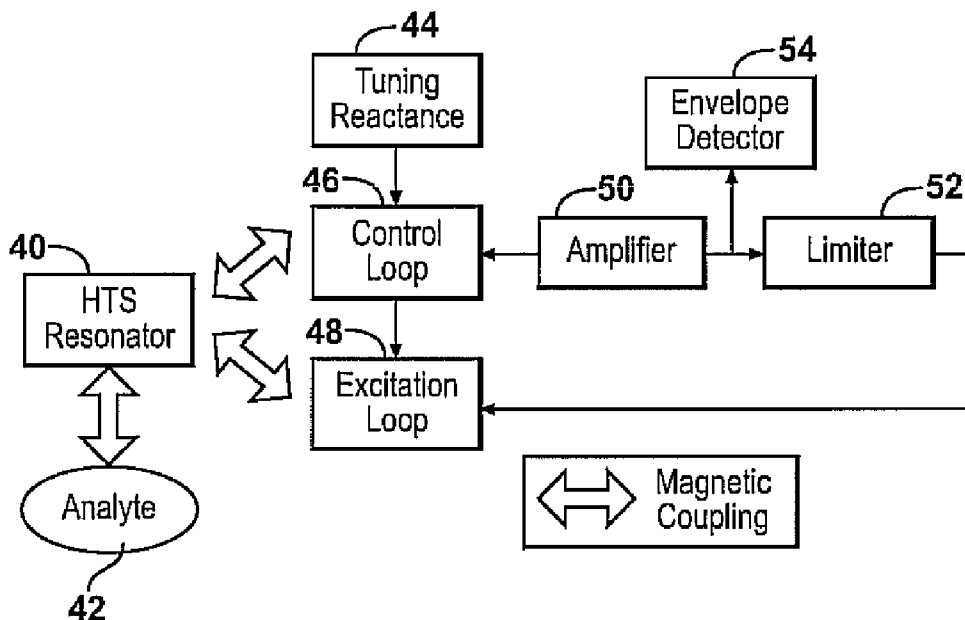 44
Tuning
Reactance
54
Envelope
Detector
46
Control
Loop
50
Amplifier
52
Limiter
40
HTS
Resonator
48
Excitation
Loop
Analyte
42
Magnetic
Coupling